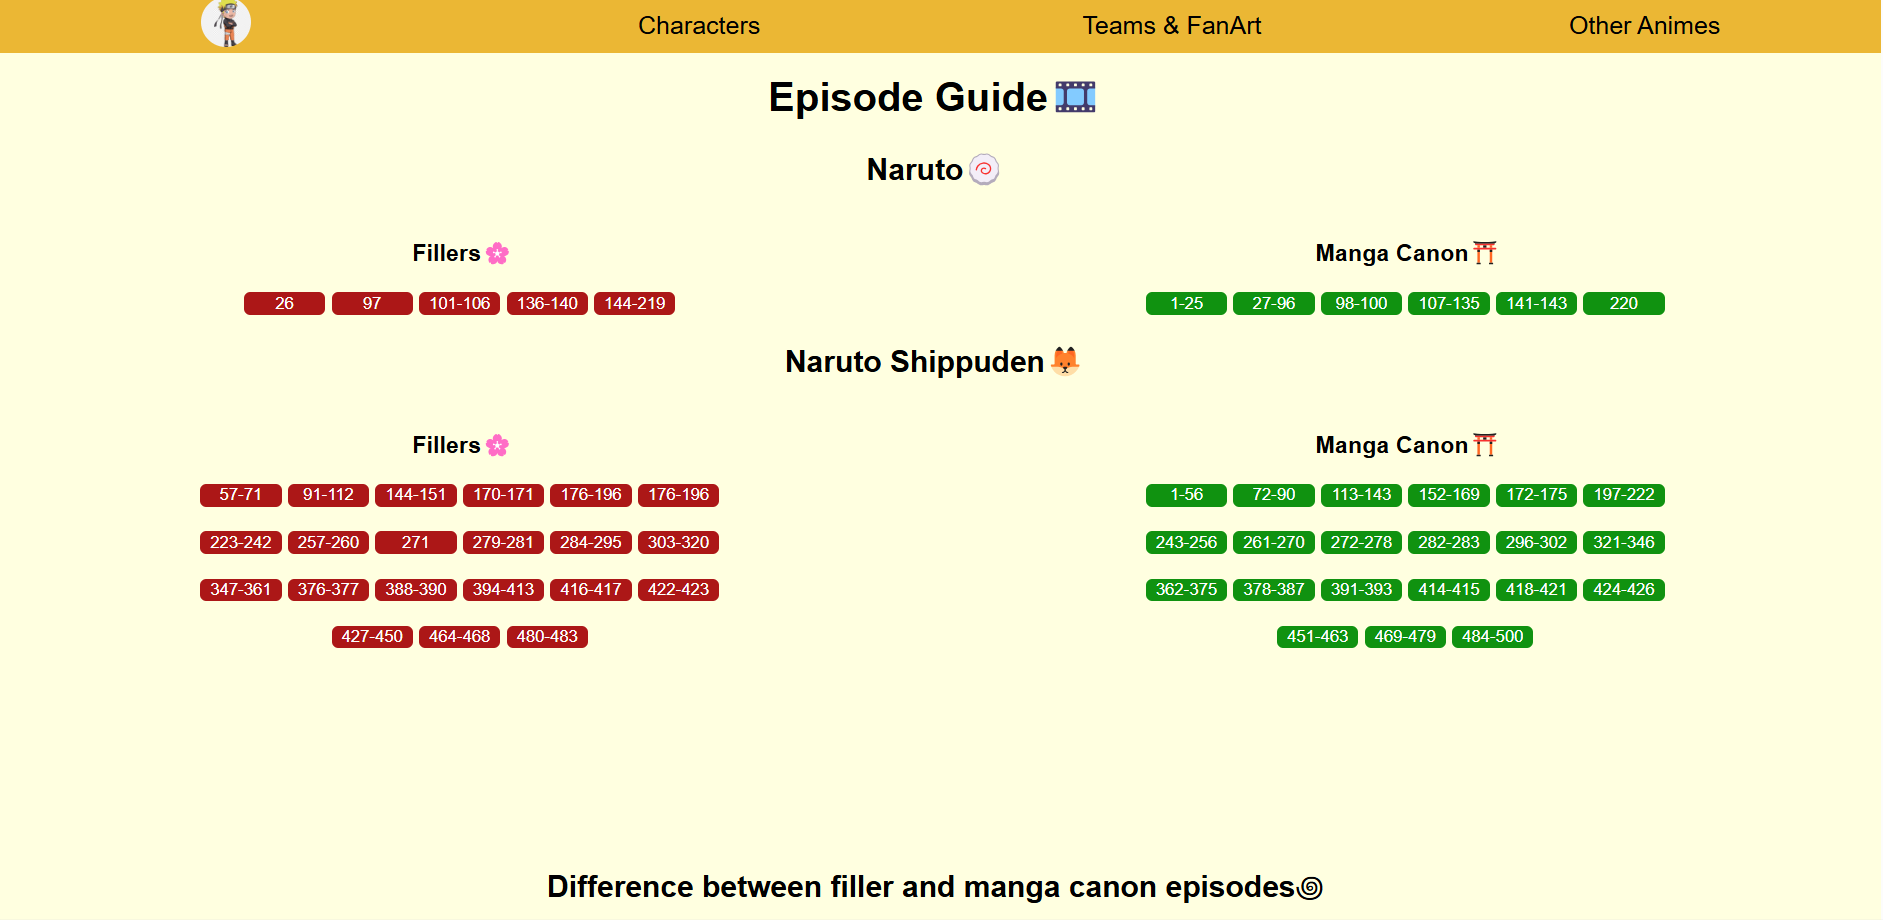 Characters Teams & FanArt Other Animes
Episode Guide
Naruto
Fillers
26 97 101-106 136-140 144-219
Manga Canon
1-25 27-96 98-100 107-135 141-143 220
Naruto Shippuden
Fillers
57-71 91-112 144-151 170-171 176-196 176-196
223-242 257-260 271 279-281 284-295 303-320
347-361 376-377 388-390 394-413 416-417 422-423
427-450 464-468 480-483
Manga Canon
1-56 72-90 113-143 152-169 172-175 197-222
243-256 261-270 272-278 282-283 296-302 321-346
362-375 378-387 391-393 414-415 418-421 424-426
451-463 469-479 484-500
Difference between filler and manga canon episodes